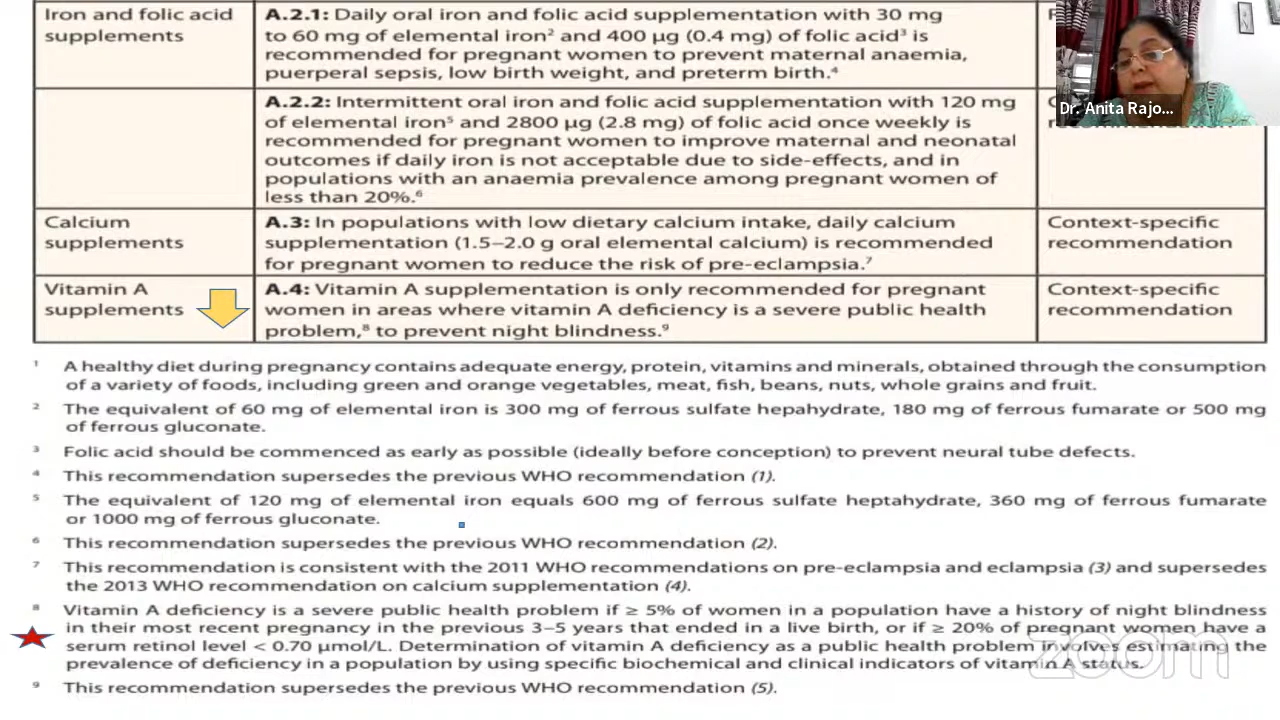 Iron and folic acid
supplements
A.2.1: Daily oral iron and folic acid supplementation with 30 mg
to 60 mg of elemental iron² and 400 µg (0.4 mg) of folic acid³ is
recommended for pregnant women to prevent maternal anaemia,
puerperal sepsis, low birth weight, and preterm birth.⁴
Dr. Anita Rajo...
A.2.2: Intermittent oral iron and folic acid supplementation with 120 mg
of elemental iron⁵ and 2800 µg (2.8 mg) of folic acid once weekly is
recommended for pregnant women to improve maternal and neonatal
outcomes if daily iron is not acceptable due to side-effects, and in
populations with an anaemia prevalence among pregnant women of
less than 20%.⁶
Calcium
supplements
A.3: In populations with low dietary calcium intake, daily calcium
supplementation (1.5–2.0 g oral elemental calcium) is recommended
for pregnant women to reduce the risk of pre-eclampsia.⁷
Context-specific
recommendation
Vitamin A
supplements
A.4: Vitamin A supplementation is only recommended for pregnant
women in areas where vitamin A deficiency is a severe public health
problem,⁸ to prevent night blindness.⁹
Context-specific
recommendation
¹ A healthy diet during pregnancy contains adequate energy, protein, vitamins and minerals, obtained through the consumption
of a variety of foods, including green and orange vegetables, meat, fish, beans, nuts, whole grains and fruit.
² The equivalent of 60 mg of elemental iron is 300 mg of ferrous sulfate hepahydrate, 180 mg of ferrous fumarate or 500 mg
of ferrous gluconate.
³ Folic acid should be commenced as early as possible (ideally before conception) to prevent neural tube defects.
⁴ This recommendation supersedes the previous WHO recommendation (1).
⁵ The equivalent of 120 mg of elemental iron equals 600 mg of ferrous sulfate heptahydrate, 360 mg of ferrous fumarate
or 1000 mg of ferrous gluconate.
⁶ This recommendation supersedes the previous WHO recommendation (2).
⁷ This recommendation is consistent with the 2011 WHO recommendations on pre-eclampsia and eclampsia (3) and supersedes
the 2013 WHO recommendation on calcium supplementation (4).
⁸ Vitamin A deficiency is a severe public health problem if ≥ 5% of women in a population have a history of night blindness
in their most recent pregnancy in the previous 3–5 years that ended in a live birth, or if ≥ 20% of pregnant women have a
serum retinol level < 0.70 µmol/L. Determination of vitamin A deficiency as a public health problem involves estimating the
prevalence of deficiency in a population by using specific biochemical and clinical indicators of vitamin A status.
⁹ This recommendation supersedes the previous WHO recommendation (5).
zoom